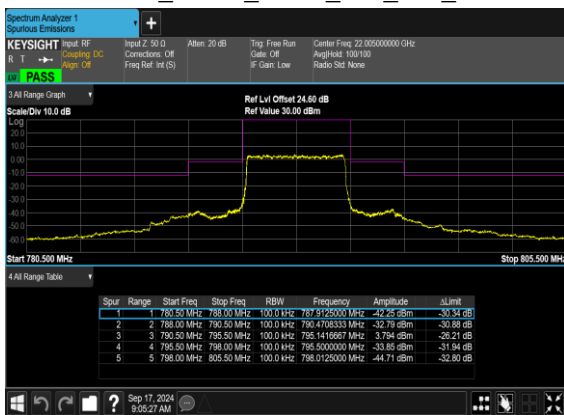 Spectrum Analyzer 1
Spurious Emissions
KEYSIGHT Input: RF Input Z: 50 Ω Atten: 20 dB Trig: Free Run Center Freq: 22.005000000 GHz
R T Coupling: DC Corrections: Off Gate: Off Avg|Hold: 100/100
Align: Off Freq Ref: Int (S) IF Gain: Low Radio Std: None
PASS
3 All Range Graph
Ref Lvl Offset 24.60 dB
Scale/Div 10.0 dB Ref Value 30.00 dBm
Log
20.0
10.0
0.00
-10.0
-20.0
-30.0
-40.0
-50.0
-60.0
Start 780.500 MHz Stop 805.500 MHz
4 All Range Table
Spur Range Start Freq Stop Freq RBW Frequency Amplitude ΔLimit
1 1 780.50 MHz 788.00 MHz 100.0 kHz 787.9125000 MHz -42.25 dBm -30.34 dB
2 2 788.00 MHz 790.50 MHz 100.0 kHz 790.4708333 MHz -32.79 dBm -30.88 dB
3 3 790.50 MHz 795.50 MHz 100.0 kHz 795.1416667 MHz 3.794 dBm -26.21 dB
4 4 795.50 MHz 798.00 MHz 100.0 kHz 795.5000000 MHz -33.85 dBm -31.94 dB
5 5 798.00 MHz 805.50 MHz 100.0 kHz 798.0125000 MHz -44.71 dBm -32.80 dB
Sep 17, 2024
9:05:27 AM